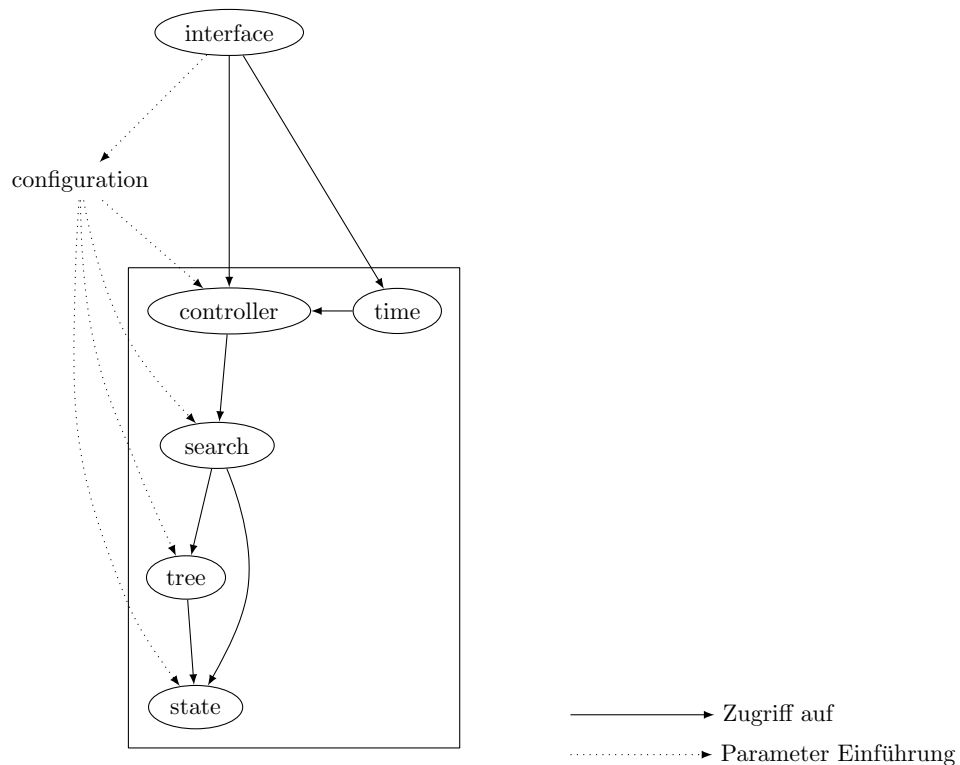 interface
configuration
controller
time
search
tree
state
Zugriff auf
Parameter Einführung